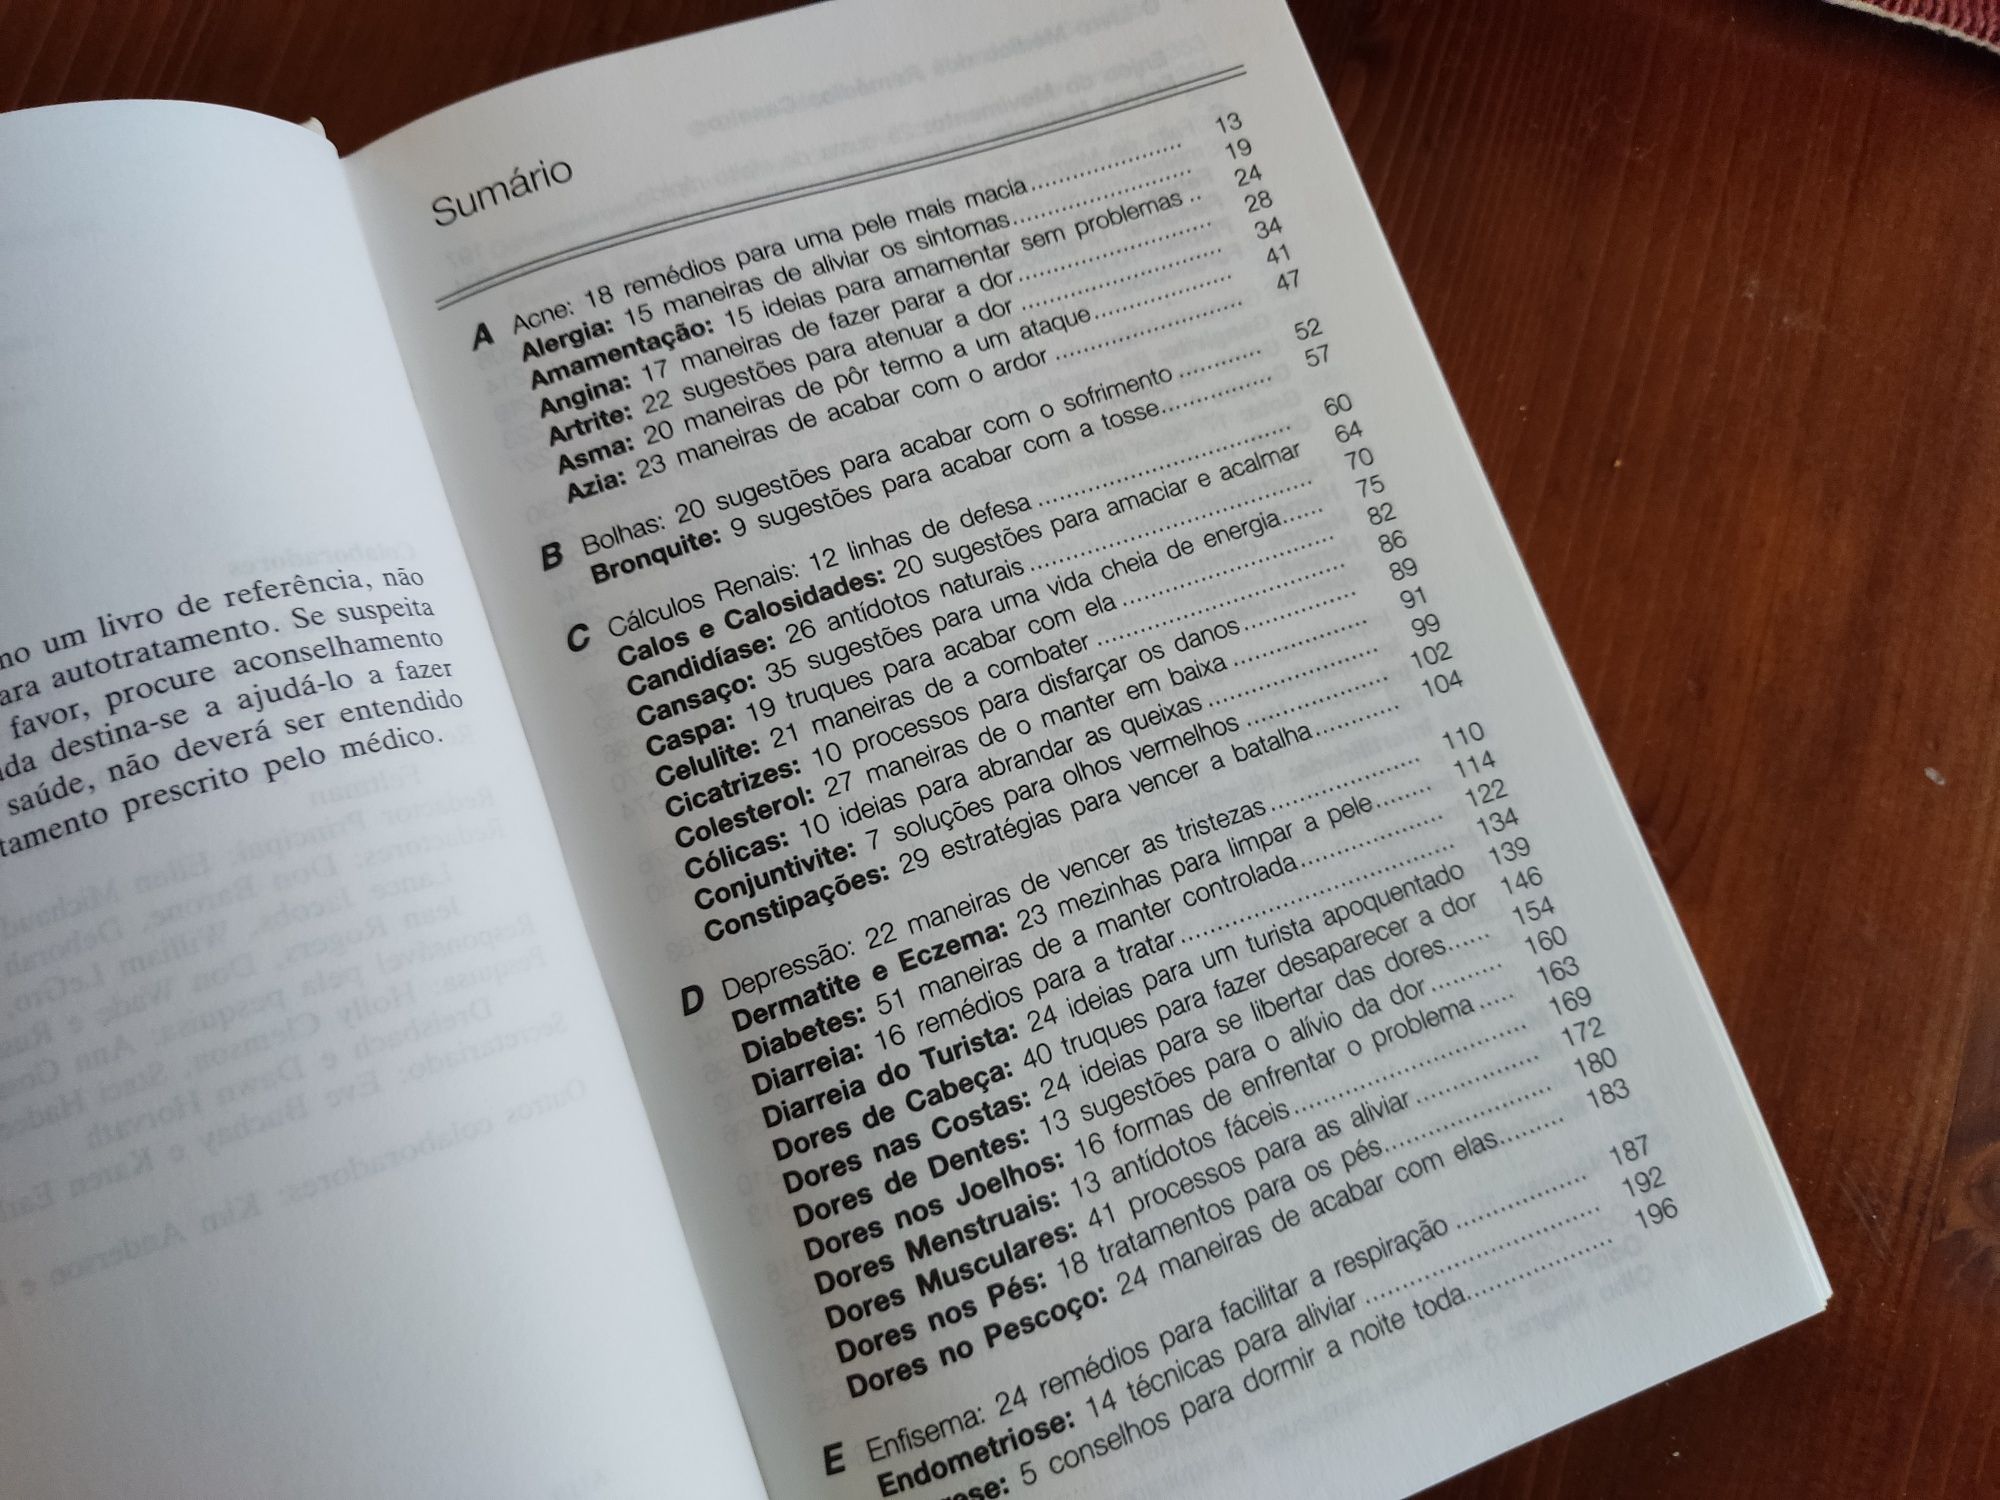 mo um livro de referência, não
para autotratamento. Se suspeita
favor, procure aconselhamento
destina-se a ajudá-lo a fazer
saúde, não deverá ser entendido
tamento prescrito pelo médico.
Sumário
A Acne: 18 remédios para uma pele mais macia 13
Alergia: 15 maneiras de aliviar os sintomas 19
Amamentação: 15 ideias para amamentar sem problemas 24
Angina: 17 maneiras de fazer parar a dor 28
Artrite: 22 sugestões para atenuar a dor 34
Asma: 20 maneiras de pôr termo a um ataque 41
Azia: 23 maneiras de acabar com o ardor 47
B Bolhas: 20 sugestões para acabar com o sofrimento 52
Bronquite: 9 sugestões para acabar com a tosse 57
C Cálculos Renais: 12 linhas de defesa 60
Calos e Calosidades: 20 sugestões para amaciar e acalmar 64
Candidíase: 26 antídotos naturais 70
Cansaço: 35 sugestões para uma vida cheia de energia 75
Caspa: 19 truques para acabar com ela 82
Celulite: 21 maneiras de a combater 86
Cicatrizes: 10 processos para disfarçar os danos 89
Colesterol: 27 maneiras de o manter em baixa 91
Cólicas: 10 ideias para abrandar as queixas 99
Conjuntivite: 7 soluções para olhos vermelhos 102
Constipações: 29 estratégias para vencer a batalha 104
D Depressão: 22 maneiras de vencer as tristezas 110
Dermatite e Eczema: 23 mezinhas para limpar a pele 114
Diabetes: 51 maneiras de a manter controlada 122
Diarreia: 16 remédios para a tratar 134
Diarreia do Turista: 24 ideias para um turista apoquentado 139
Dores de Cabeça: 40 truques para fazer desaparecer a dor 146
Dores nas Costas: 24 ideias para se libertar das dores 154
Dores de Dentes: 13 sugestões para o alívio da dor 160
Dores nos Joelhos: 16 formas de enfrentar o problema 163
Dores Menstruais: 13 antídotos fáceis 169
Dores Musculares: 41 processos para as aliviar 172
Dores nos Pés: 18 tratamentos para os pés 180
Dores no Pescoço: 24 maneiras de acabar com elas 183
E Enfisema: 24 remédios para facilitar a respiração 187
Endometriose: 14 técnicas para aliviar 192
5 conselhos para dormir a noite toda 196